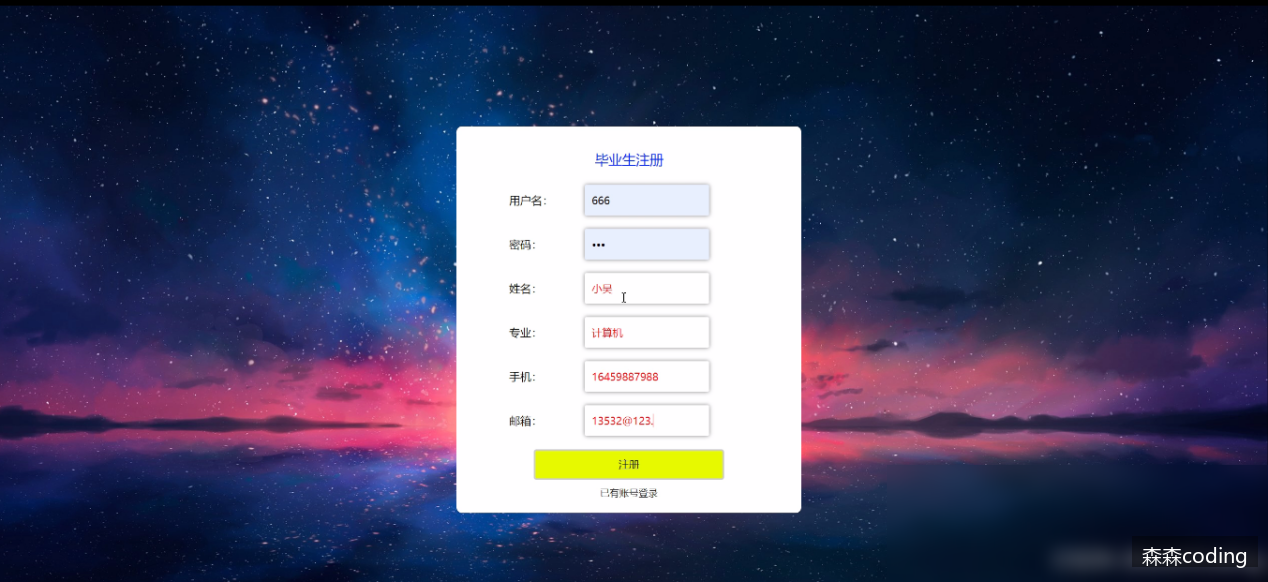 毕业生注册
用户名: 666
密码: •••
姓名: 小吴
专业: 计算机
手机: 16459887988
邮箱: 13532@123.
注册
已有账号登录
森森coding